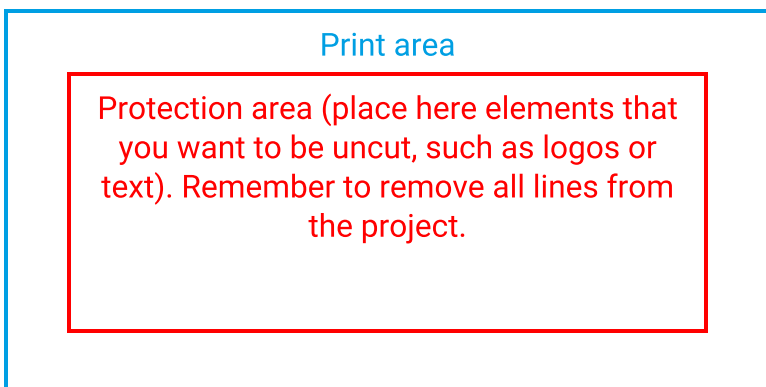 Print area
Protection area (place here elements that
you want to be uncut, such as logos or
text). Remember to remove all lines from
the project.